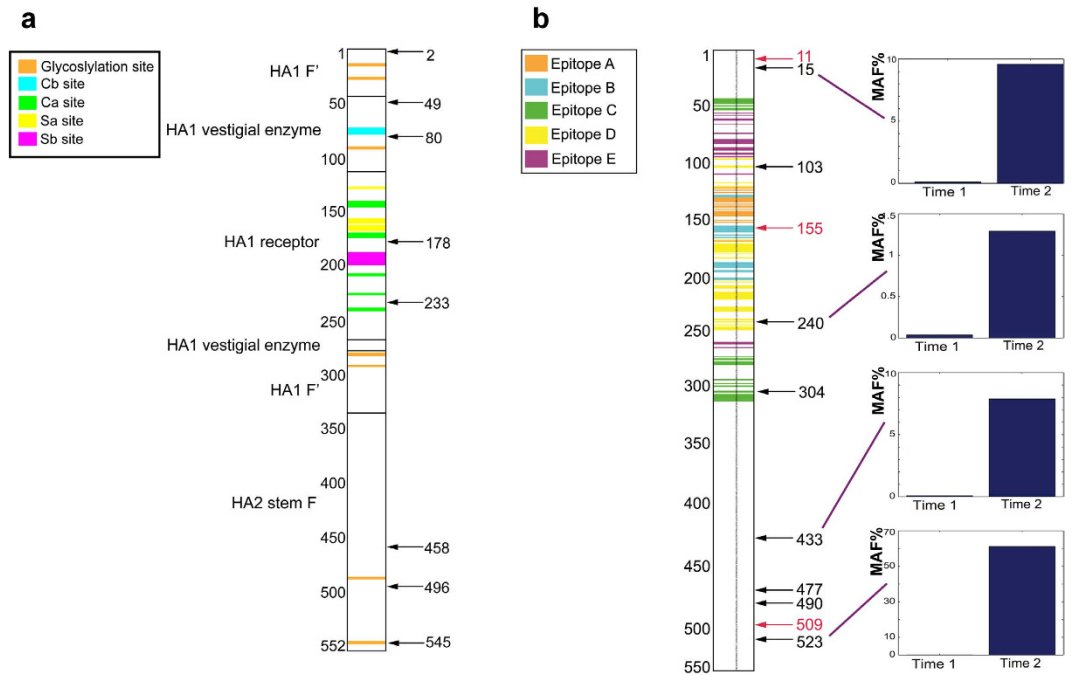 a
Glycoslylation site
Cb site
Ca site
Sa site
Sb site
1
50
100
150
200
250
300
350
400
450
500
552
HA1 F'
HA1 vestigial enzyme
HA1 receptor
HA1 vestigial enzyme
HA1 F'
HA2 stem F
2
49
80
178
233
458
496
545
b
Epitope A
Epitope B
Epitope C
Epitope D
Epitope E
1
50
100
150
200
250
300
350
400
450
500
550
11
15
103
155
240
304
433
477
490
509
523
MAF%
10
5
0
Time 1 Time 2
MAF%
1.5
1
0.5
0
Time 1 Time 2
MAF%
10
5
0
Time 1 Time 2
MAF%
70
60
50
30
10
0
Time 1 Time 2